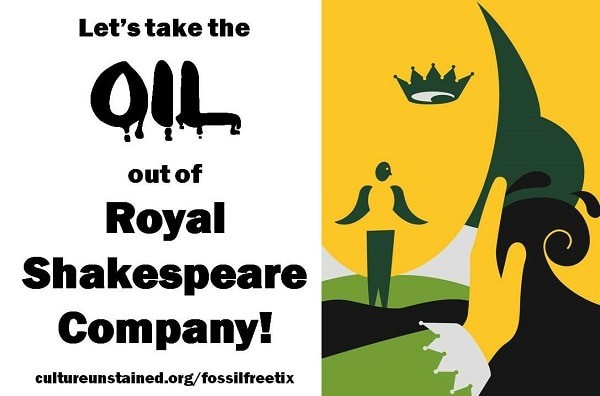 Let's take the
OIL
out of
Royal
Shakespeare
Company!
cultureunstained.org/fossilfreetix